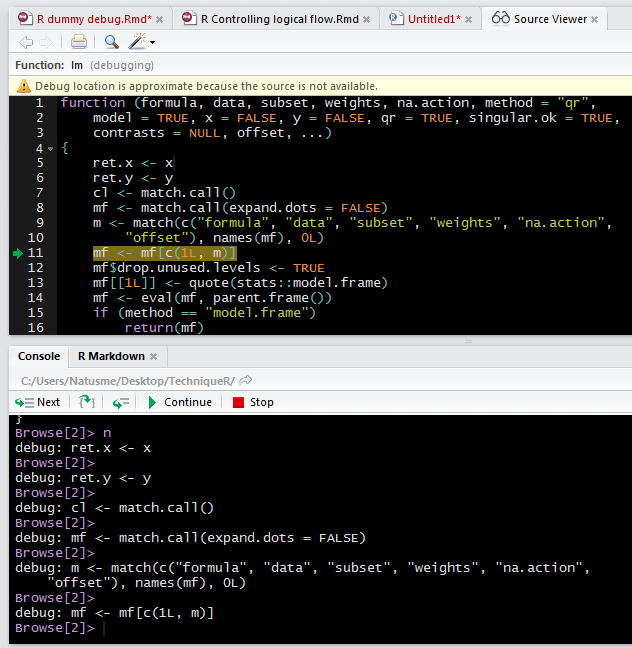 R dummy debug.Rmd* R Controlling logical flow.Rmd Untitled1* Source Viewer
Function: lm (debugging)
Debug location is approximate because the source is not available.
1 function (formula, data, subset, weights, na.action, method = "qr",
2 model = TRUE, x = FALSE, y = FALSE, qr = TRUE, singular.ok = TRUE,
3 contrasts = NULL, offset, ...)
4 {
5 ret.x <- x
6 ret.y <- y
7 cl <- match.call()
8 mf <- match.call(expand.dots = FALSE)
9 m <- match(c("formula", "data", "subset", "weights", "na.action",
10 "offset"), names(mf), 0L)
11 mf <- mf[c(1L, m)]
12 mf$drop.unused.levels <- TRUE
13 mf[[1L]] <- quote(stats::model.frame)
14 mf <- eval(mf, parent.frame())
15 if (method == "model.frame")
16 return(mf)
Console R Markdown
C:/Users/Natusme/Desktop/TechniqueR/
Next Continue Stop
}
Browse[2]> n
debug: ret.x <- x
Browse[2]>
debug: ret.y <- y
Browse[2]>
debug: cl <- match.call()
Browse[2]>
debug: mf <- match.call(expand.dots = FALSE)
Browse[2]>
debug: m <- match(c("formula", "data", "subset", "weights", "na.action",
"offset"), names(mf), 0L)
Browse[2]>
debug: mf <- mf[c(1L, m)]
Browse[2]>